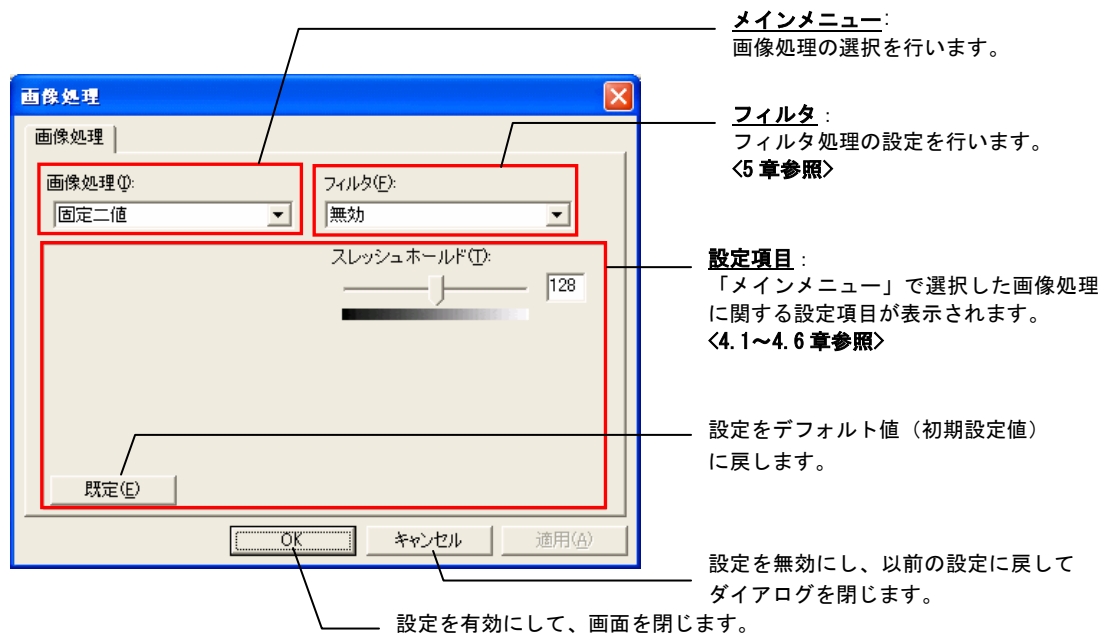 メインメニュー:
画像処理の選択を行います。
画像処理
画像処理
フィルタ:
フィルタ処理の設定を行います。
<5 章参照>
画像処理(I):
フィルタ(F):
固定二値
無効
スレッシュホールド(T):
128
設定項目:
「メインメニュー」で選択した画像処理
に関する設定項目が表示されます。
<4.1～4.6 章参照>
設定をデフォルト値（初期設定値）
に戻します。
既定(E)
OK
キャンセル
適用(A)
設定を無効にし、以前の設定に戻して
ダイアログを閉じます。
設定を有効にして、画面を閉じます。